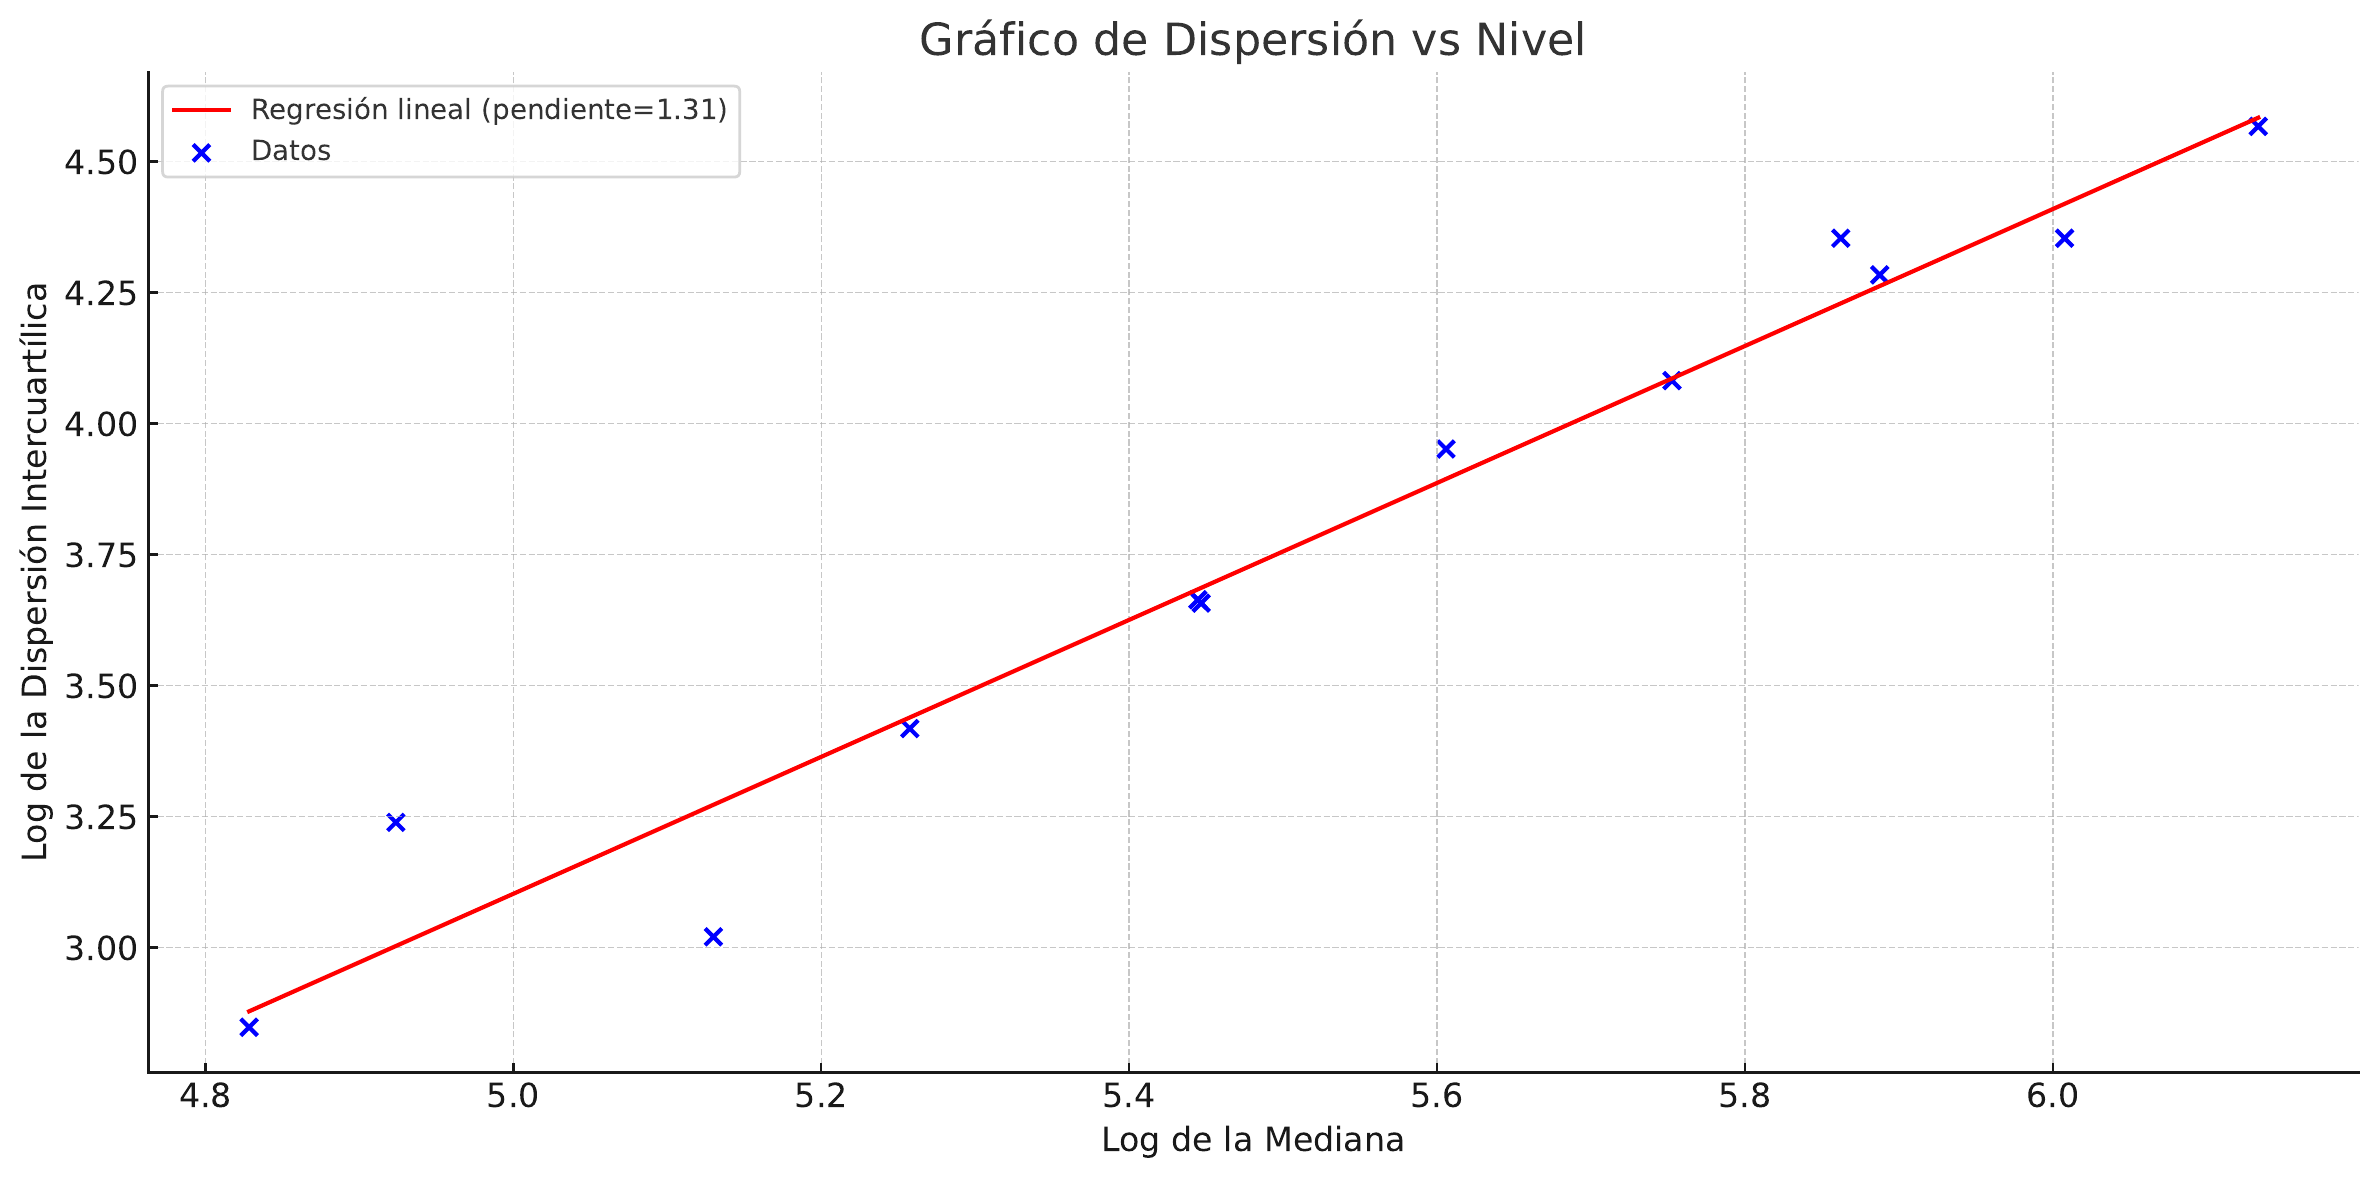 Gráfico de Dispersión vs Nivel
Regresión lineal (pendiente=1.31)
Datos
Log de la Dispersión Intercuartílica
4.50
4.25
4.00
3.75
3.50
3.25
3.00
4.8 5.0 5.2 5.4 5.6 5.8 6.0
Log de la Mediana